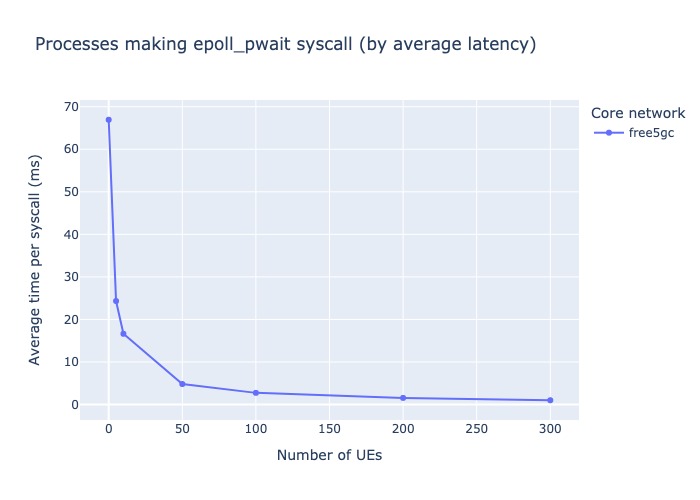 Processes making epoll_pwait syscall (by average latency)
Core network
free5gc
Average time per syscall (ms)
70
60
50
40
30
20
10
0
0 50 100 150 200 250 300
Number of UEs